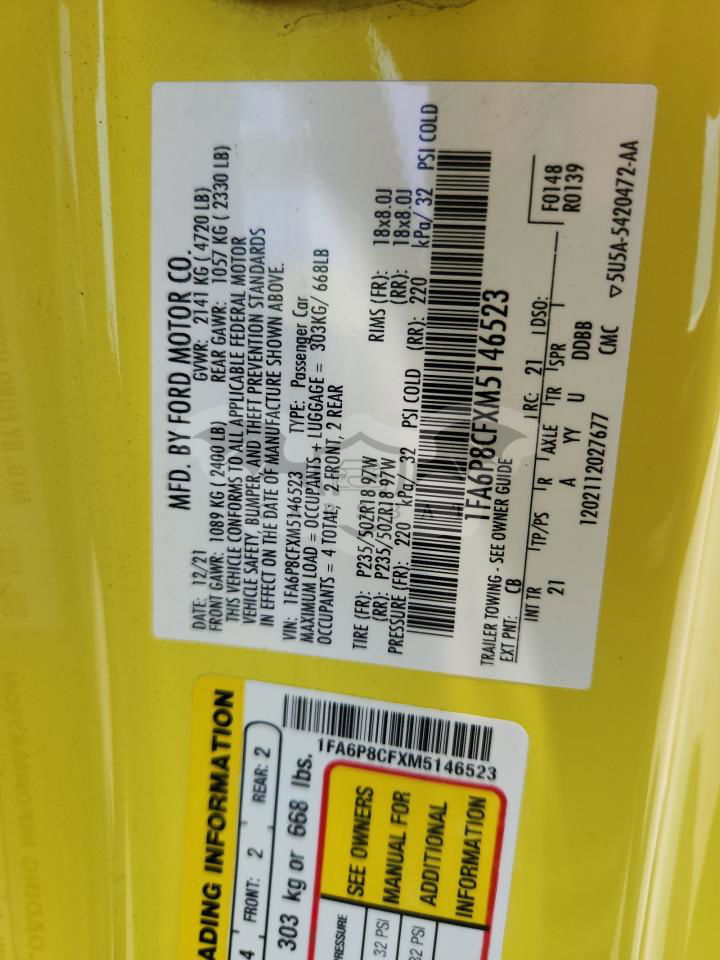 MFD. BY FORD MOTOR CO.
DATE: 12/21 GVWR: 2141 KG ( 4720 LB)
FRONT GAWR: 1089 KG ( 2400 LB) REAR GAWR: 1057 KG ( 2330 LB)
THIS VEHICLE CONFORMS TO ALL APPLICABLE FEDERAL MOTOR
VEHICLE SAFETY, BUMPER, AND THEFT PREVENTION STANDARDS
IN EFFECT ON THE DATE OF MANUFACTURE SHOWN ABOVE.
VIN: 1FA6P8CFXM5146523 TYPE: Passenger Car
MAXIMUM LOAD = OCCUPANTS + LUGGAGE = 303KG/ 668LB
OCCUPANTS = 4 TOTAL, 2 FRONT, 2 REAR
TIRE (FR): P235/50ZR18 97W RIMS (FR): 18x8.0J
(RR): P235/50ZR18 97W (RR): 18x8.0J
PRESSURE (FR): 220 kPa/ 32 PSI COLD (RR): 220 kPa/ 32 PSI COLD
1FA6P8CFXM5146523
TRAILER TOWING - SEE OWNER GUIDE
EXT PNT: CB RC: 21 DSO: F0148
INT TR TP/PS R AXLE TR SPR R0139
21 A YY U DDBB
1202112027677 CMC ▽5U5A-5420472-AA
ADING INFORMATION
4 FRONT: 2 REAR: 2
303 kg or 668 lbs.
1FA6P8CFXM5146523
RESSURE SEE OWNERS
32 PSI MANUAL FOR
32 PSI ADDITIONAL
INFORMATION